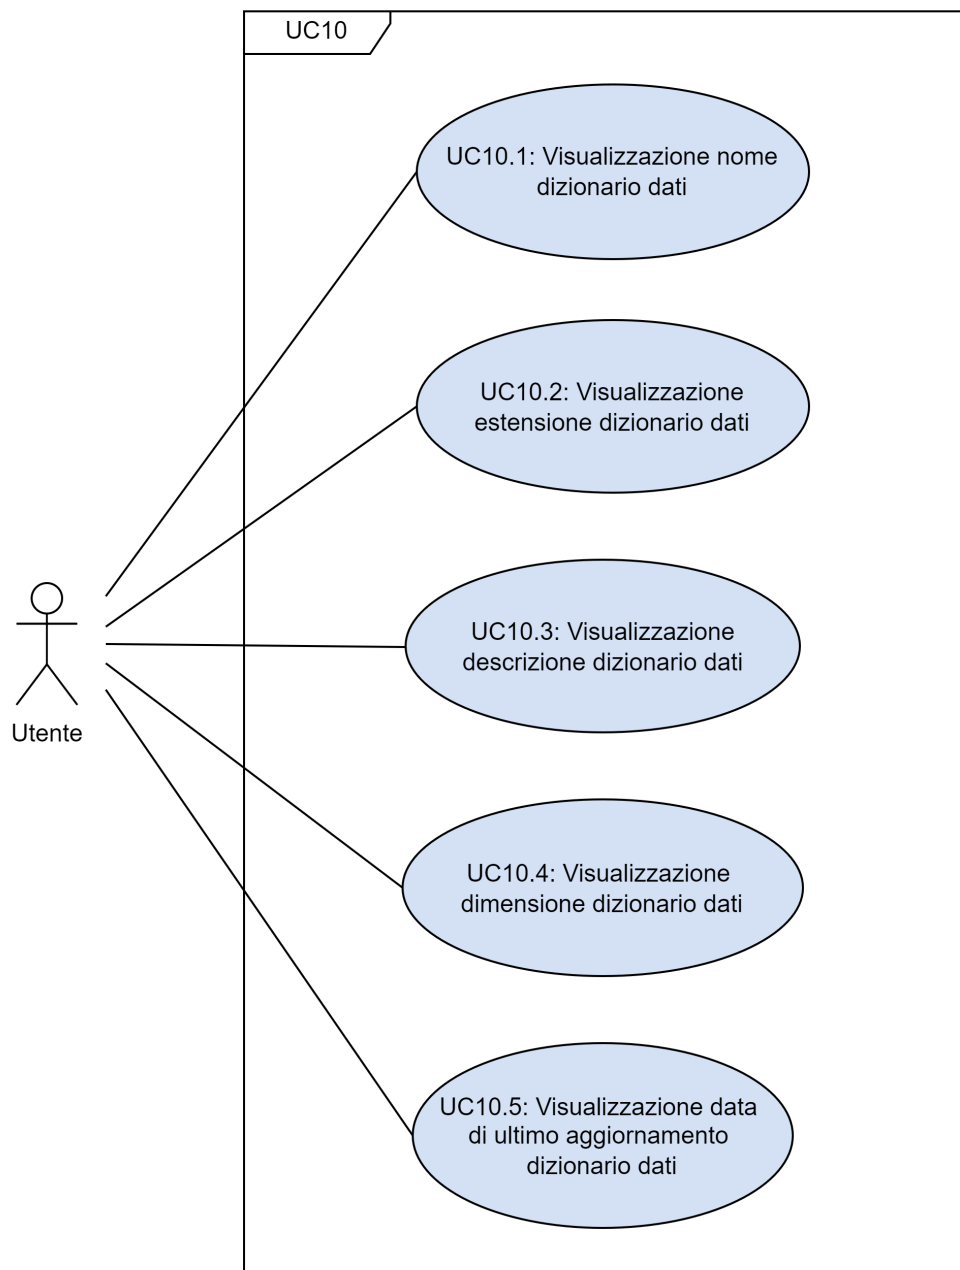 UC10
UC10.1: Visualizzazione nome
dizionario dati
UC10.2: Visualizzazione
estensione dizionario dati
UC10.3: Visualizzazione
descrizione dizionario dati
Utente
UC10.4: Visualizzazione
dimensione dizionario dati
UC10.5: Visualizzazione data
di ultimo aggiornamento
dizionario dati